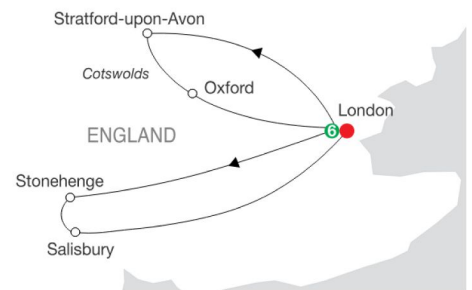 Stratford-upon-Avon
Cotswolds
Oxford
London
6
ENGLAND
Stonehenge
Salisbury